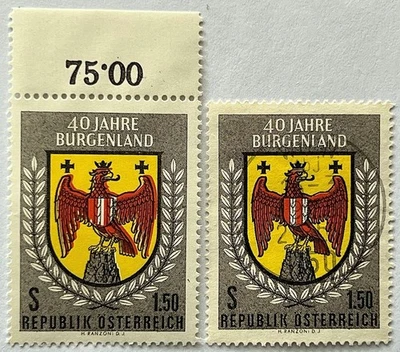 75·00
40 JAHRE
BURGENLAND
S 1.50
REPUBLIK ÖSTERREICH
H. RANZONI D. J.
40 JAHRE
BURGENLAND
S 1.50
REPUBLIK ÖSTERREICH
H. RANZONI D. J.